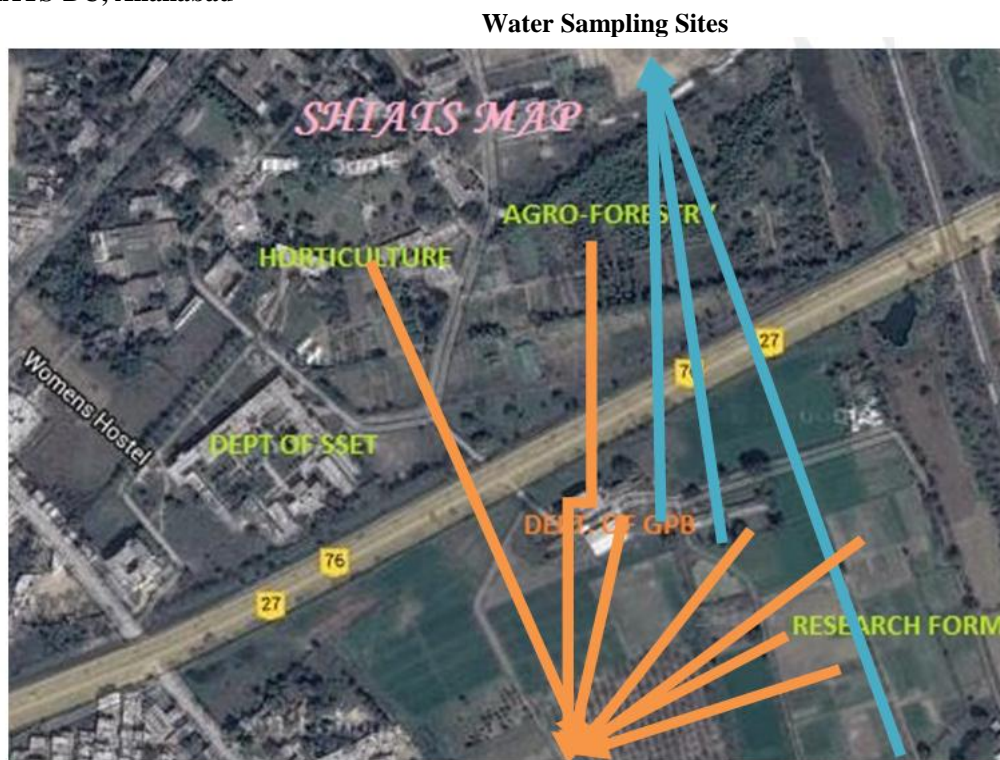 Water Sampling Sites
SHIATS MAP
AGRO-FORESTRY
HORTICULTURE
27
76
Womens Hostel
DEPT OF SSET
DEPT. OF GPB
76
27
RESEARCH FORM